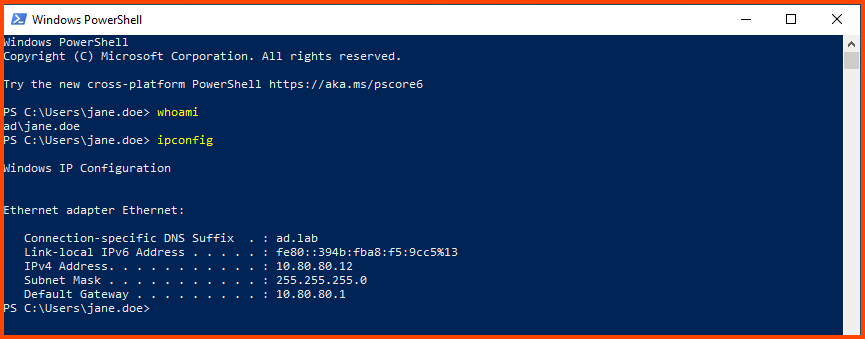 Windows PowerShell
Windows PowerShell
Copyright (C) Microsoft Corporation. All rights reserved.
Try the new cross-platform PowerShell https://aka.ms/pscore6
PS C:\Users\jane.doe> whoami
ad\jane.doe
PS C:\Users\jane.doe> ipconfig
Windows IP Configuration
Ethernet adapter Ethernet:
   Connection-specific DNS Suffix  . : ad.lab
   Link-local IPv6 Address . . . . . : fe80::394b:fba8:f5:9cc5%13
   IPv4 Address. . . . . . . . . . . : 10.80.80.12
   Subnet Mask . . . . . . . . . . . : 255.255.255.0
   Default Gateway . . . . . . . . . : 10.80.80.1
PS C:\Users\jane.doe>